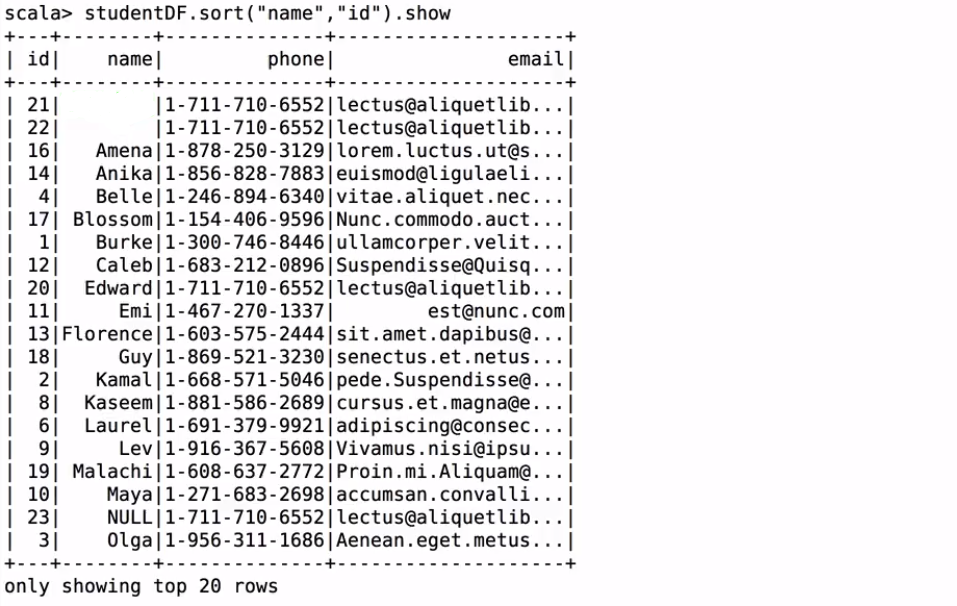 scala> studentDF.sort("name","id").show
+---+--------+--------------+--------------------+
| id|    name|         phone|               email|
+---+--------+--------------+--------------------+
| 21|        |1-711-710-6552|lectus@aliquetlib...|
| 22|        |1-711-710-6552|lectus@aliquetlib...|
| 16|   Amena|1-878-250-3129|lorem.luctus.ut@s...|
| 14|   Anika|1-856-828-7883|euismod@ligulaeli...|
|  4|   Belle|1-246-894-6340|vitae.aliquet.nec...|
| 17| Blossom|1-154-406-9596|Nunc.commodo.auct...|
|  1|   Burke|1-300-746-8446|ullamcorper.velit...|
| 12|   Caleb|1-683-212-0896|Suspendisse@Quisq...|
| 20|  Edward|1-711-710-6552|lectus@aliquetlib...|
| 11|     Emi|1-467-270-1337|        est@nunc.com|
| 13|Florence|1-603-575-2444|sit.amet.dapibus@...|
| 18|     Guy|1-869-521-3230|senectus.et.netus...|
|  2|   Kamal|1-668-571-5046|pede.Suspendisse@...|
|  8|  Kaseem|1-881-586-2689|cursus.et.magna@e...|
|  6|  Laurel|1-691-379-9921|adipiscing@consec...|
|  9|     Lev|1-916-367-5608|Vivamus.nisi@ipsu...|
| 19| Malachi|1-608-637-2772|Proin.mi.Aliquam@...|
| 10|    Maya|1-271-683-2698|accumsan.convalli...|
| 23|    NULL|1-711-710-6552|lectus@aliquetlib...|
|  3|    Olga|1-956-311-1686|Aenean.eget.metus...|
+---+--------+--------------+--------------------+
only showing top 20 rows